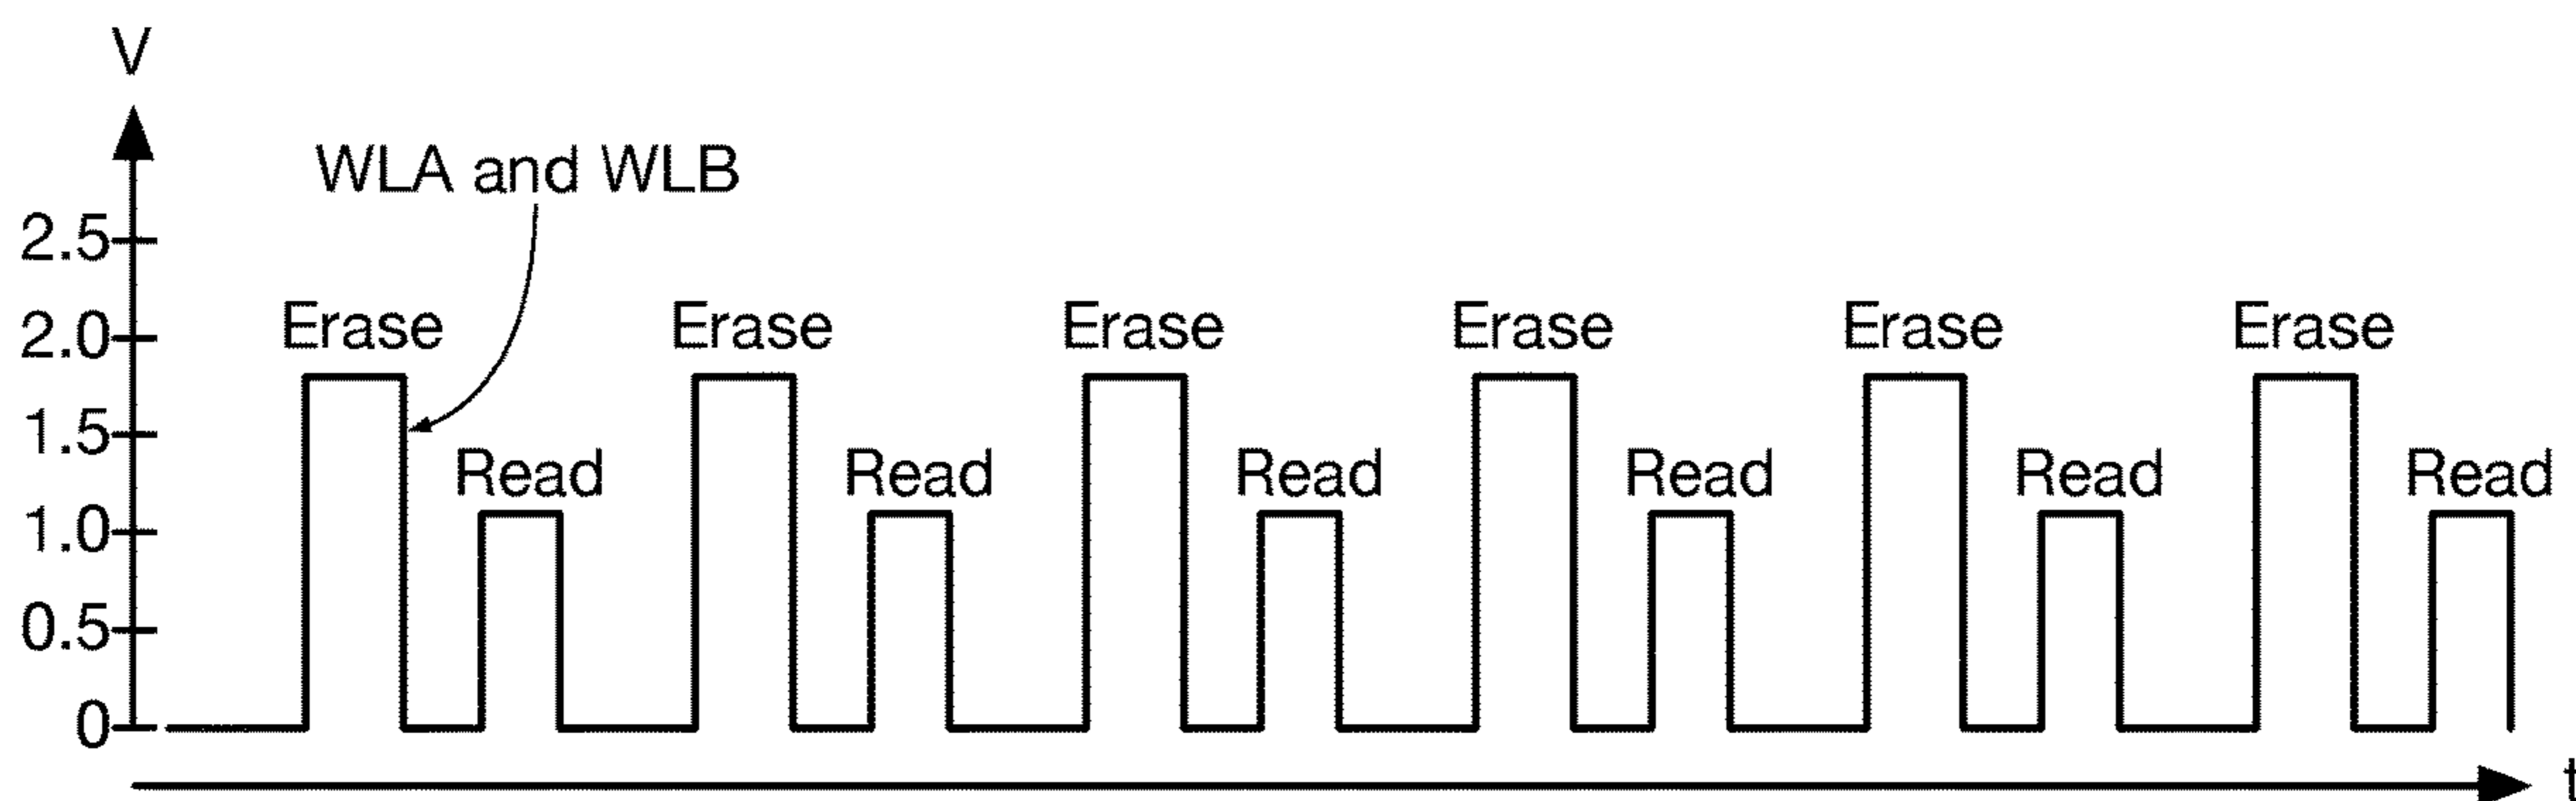 V
WLA and WLB
2.5
2.0
1.5
1.0
0.5
0
Erase Erase Erase Erase Erase Erase
Read Read Read Read Read Read
t